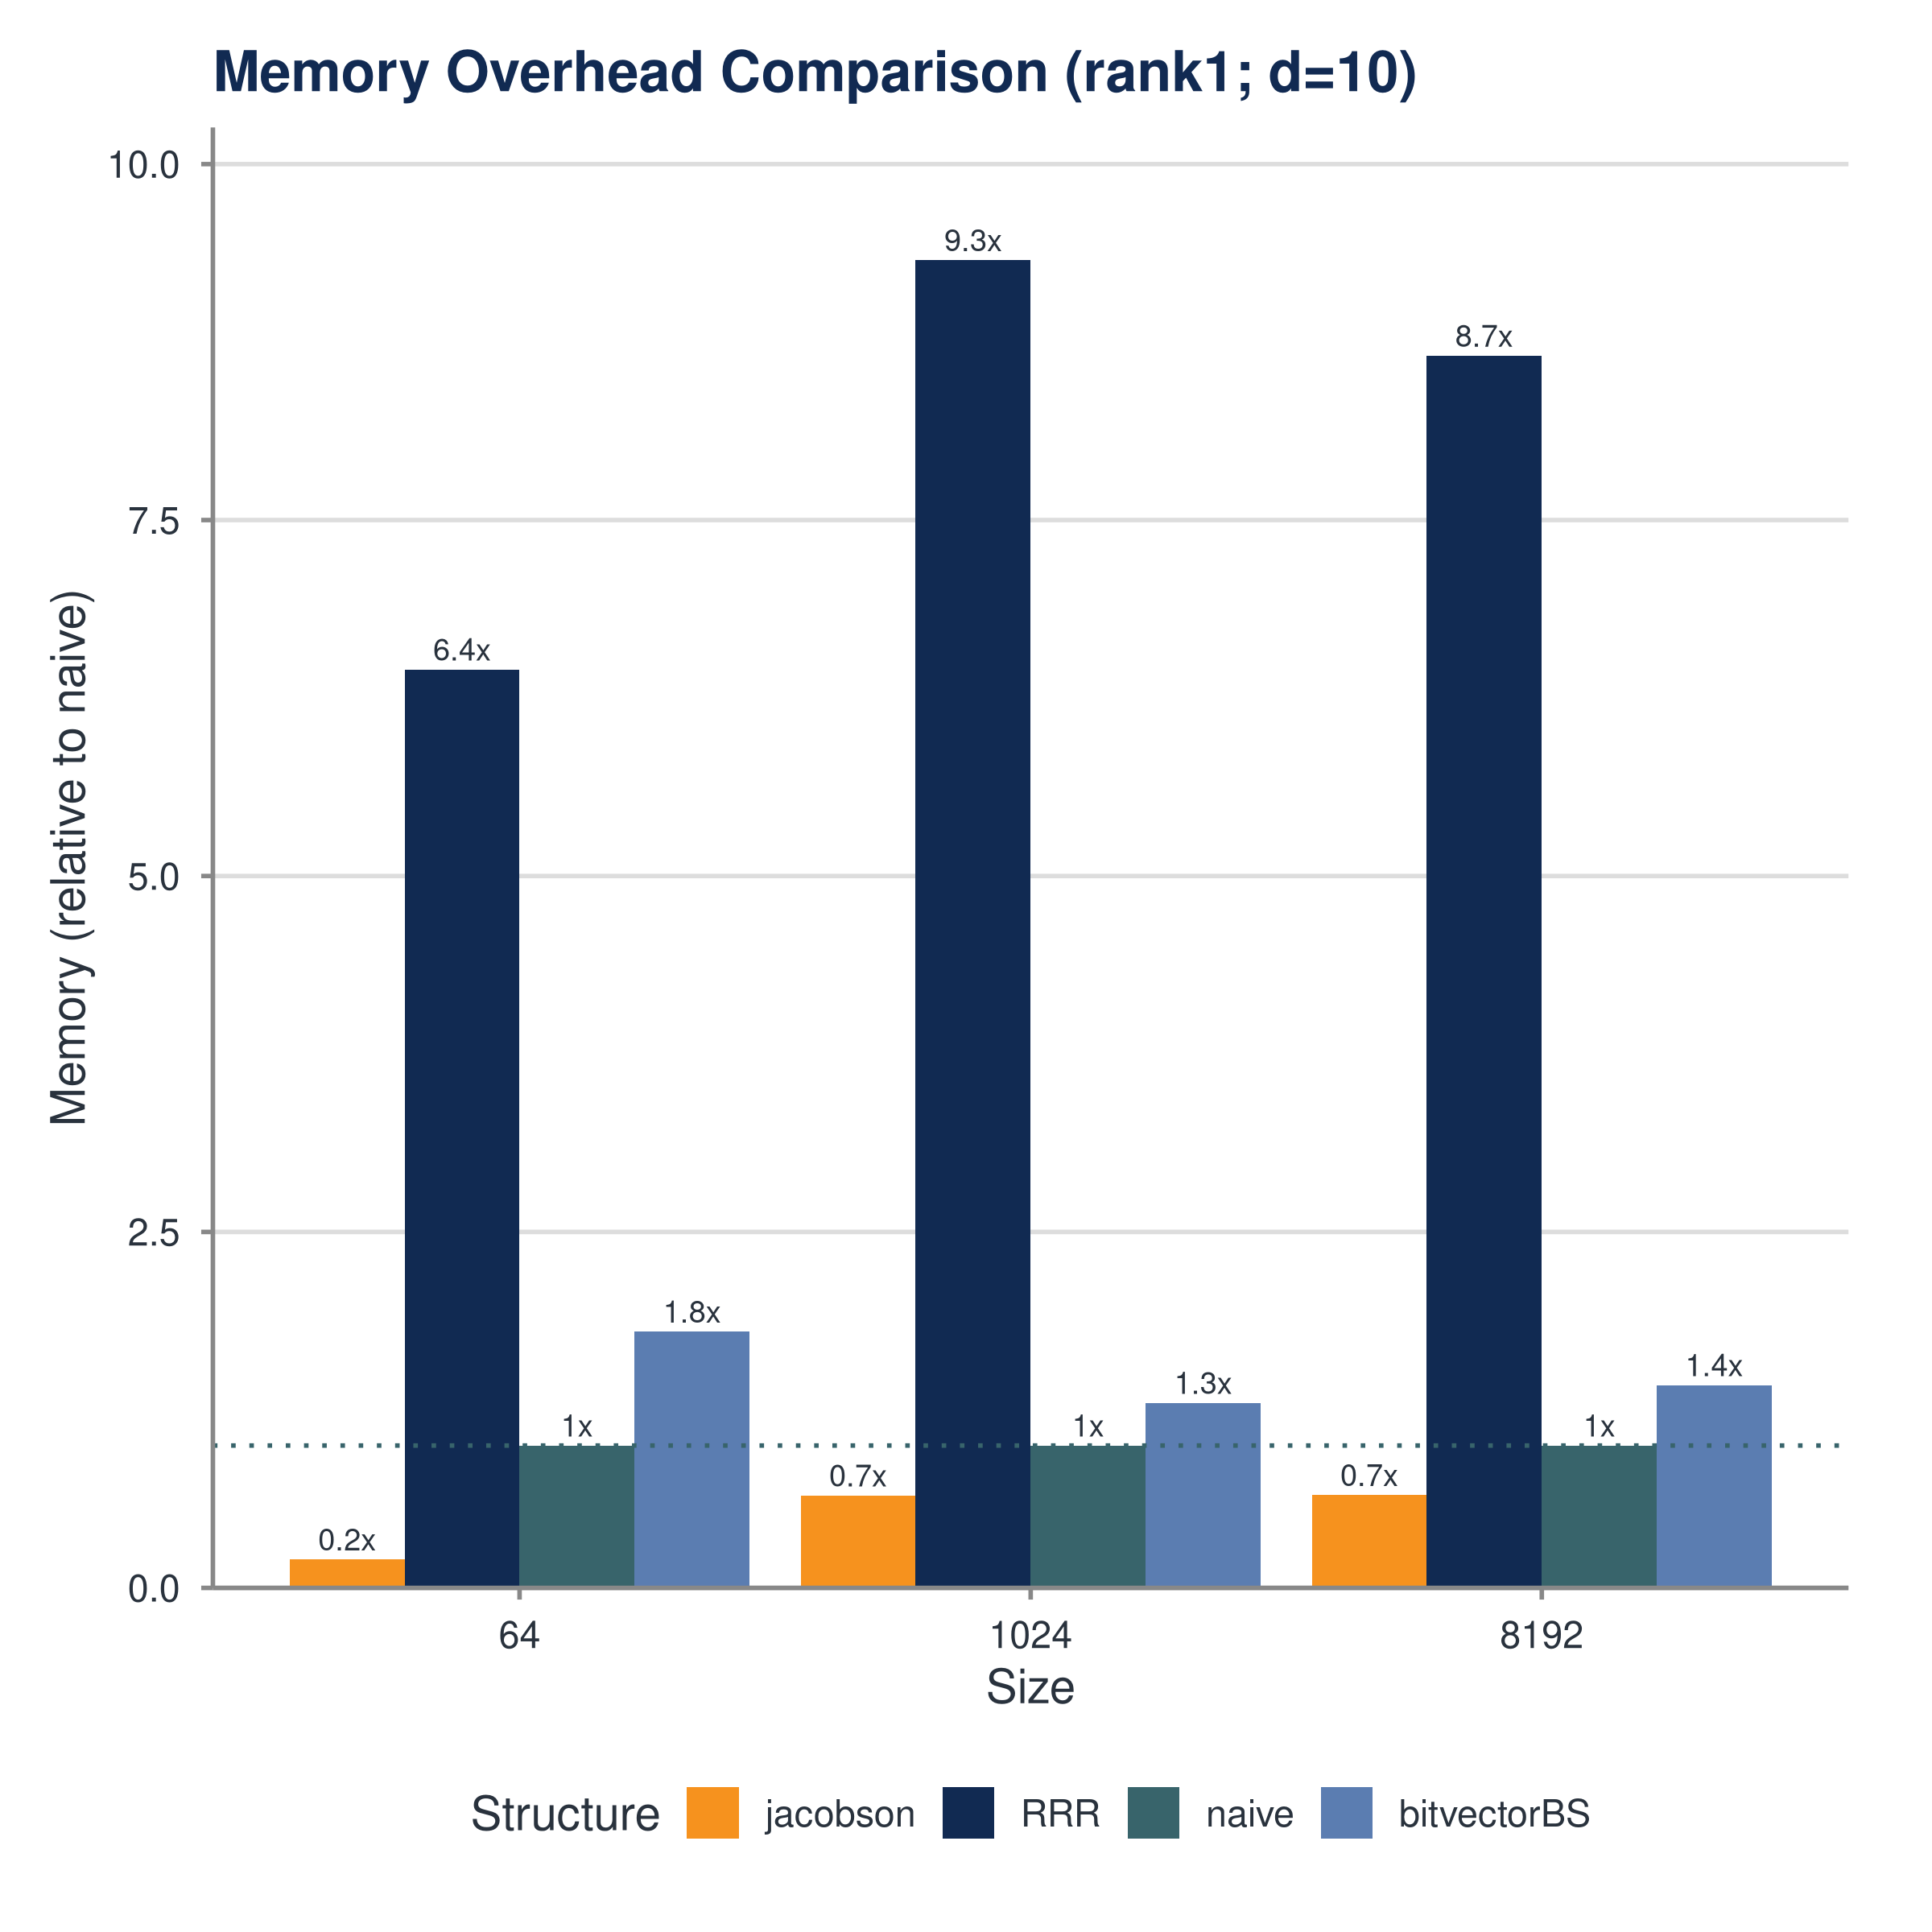 Memory Overhead Comparison (rank1; d=10)
Memory (relative to naive)
10.0
7.5
5.0
2.5
0.0
0.2x
6.4x
1x
1.8x
0.7x
9.3x
1x
1.3x
0.7x
8.7x
1x
1.4x
64
1024
8192
Size
Structure jacobson RRR naive bitvectorBS